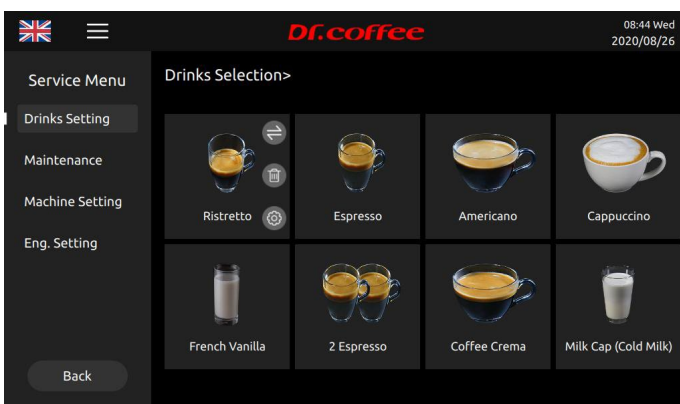 Dr.coffee
08:44 Wed
2020/08/26
Service Menu
Drinks Setting
Maintenance
Machine Setting
Eng. Setting
Back
Drinks Selection>
Ristretto
Espresso
Americano
Cappuccino
French Vanilla
2 Espresso
Coffee Crema
Milk Cap (Cold Milk)